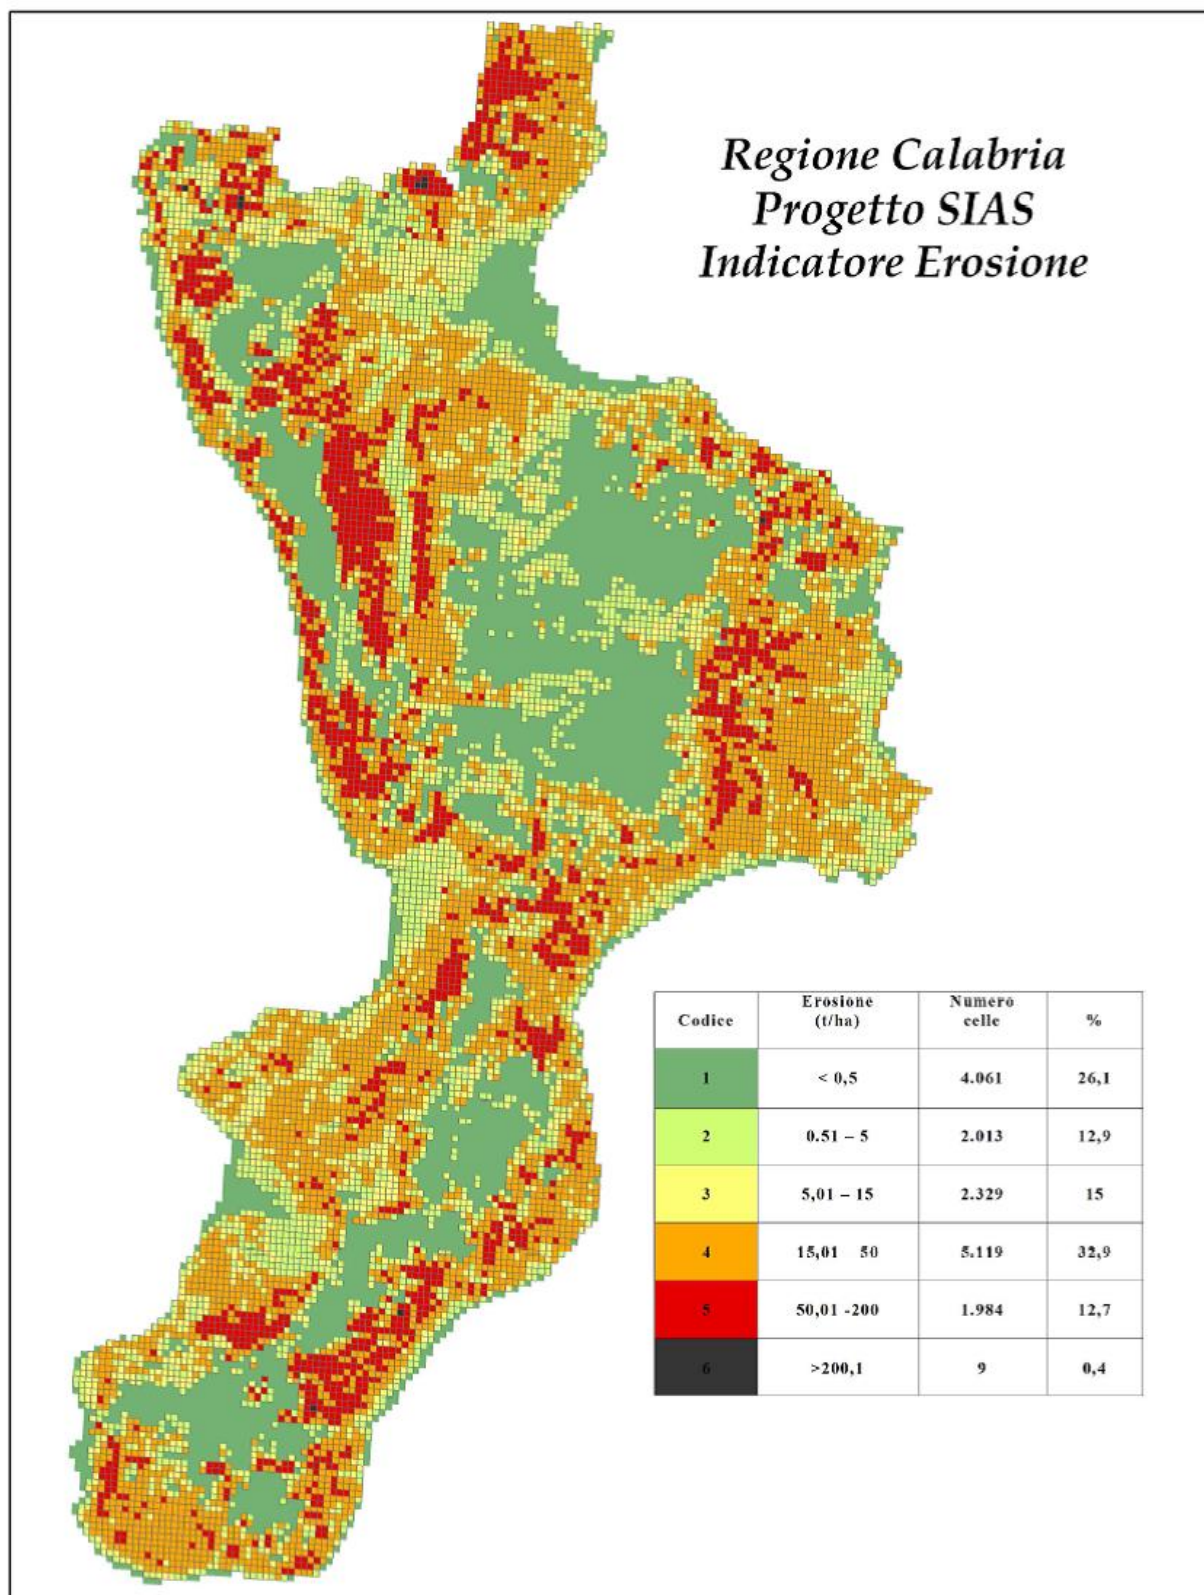 Regione Calabria
Progetto SIAS
Indicatore Erosione
Codice Erosione (t/ha) Numero celle %
1 < 0,5 4.061 26,1
2 0.51 – 5 2.013 12,9
3 5,01 – 15 2.329 15
4 15,01 50 5.119 32,9
5 50,01 -200 1.984 12,7
6 >200,1 9 0,4